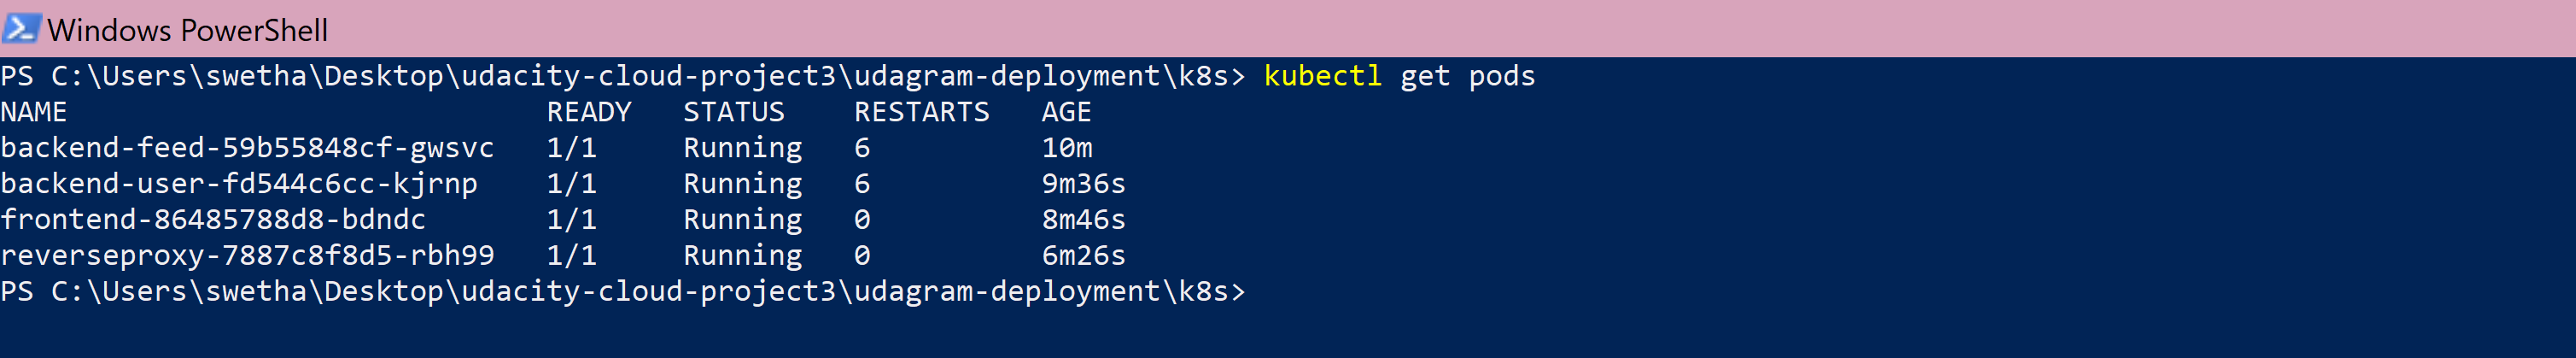 Windows PowerShell
PS C:\Users\swetha\Desktop\udacity-cloud-project3\udagram-deployment\k8s> kubectl get pods
NAME                            READY   STATUS    RESTARTS   AGE
backend-feed-59b55848cf-gwsvc   1/1     Running   6          10m
backend-user-fd544c6cc-kjrnp    1/1     Running   6          9m36s
frontend-86485788d8-bdndc       1/1     Running   0          8m46s
reverseproxy-7887c8f8d5-rbh99   1/1     Running   0          6m26s
PS C:\Users\swetha\Desktop\udacity-cloud-project3\udagram-deployment\k8s>